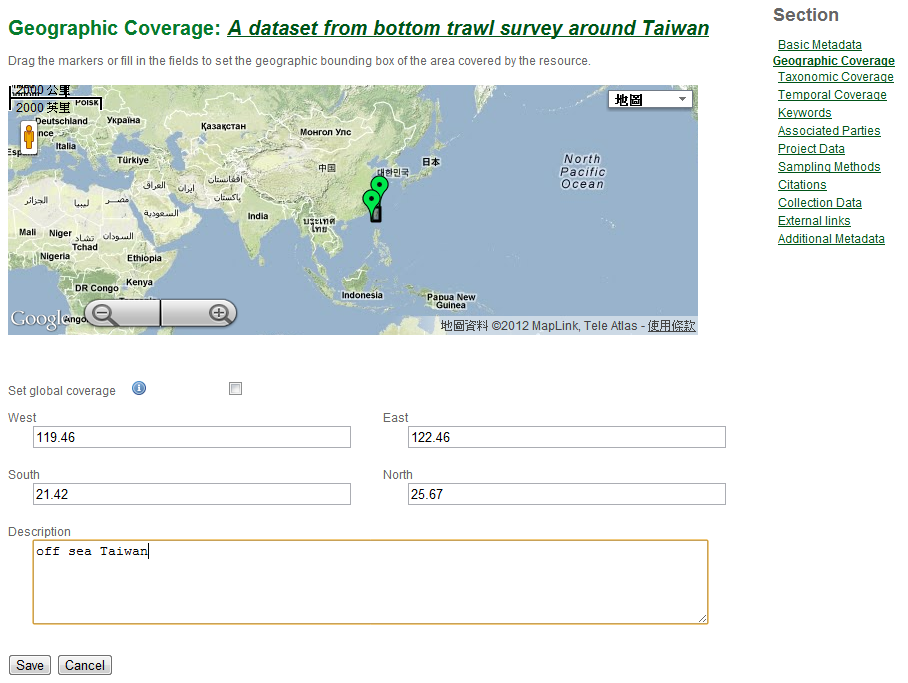 Geographic Coverage: A dataset from bottom trawl survey around Taiwan
Drag the markers or fill in the fields to set the geographic bounding box of the area covered by the resource.
2000 公里
2000 英里
地圖
Polsk
Deutschland
Україна
Қазақстан
Монгол Улс
nce
Italia
Türkiye
中国
대한민국
日本
North
Pacific
Ocean
Esp
الجزائر
ليبيا
مصر
العراق
ایران
افغانستان
پاکستان
السعودية
India
ประเทศ
ไทย
Mali
Niger
تشاد
Tchad
السودان
Nigeria
Ethiopia
Kenya
DR Congo
Indonesia
Papua New
Guinea
Ango
Google
地圖資料 ©2012 MapLink, Tele Atlas - 使用條款
Set global coverage
West
East
119.46
122.46
South
North
21.42
25.67
Description
off sea Taiwan
Save
Cancel
Section
Basic Metadata
Geographic Coverage
Taxonomic Coverage
Temporal Coverage
Keywords
Associated Parties
Project Data
Sampling Methods
Citations
Collection Data
External links
Additional Metadata